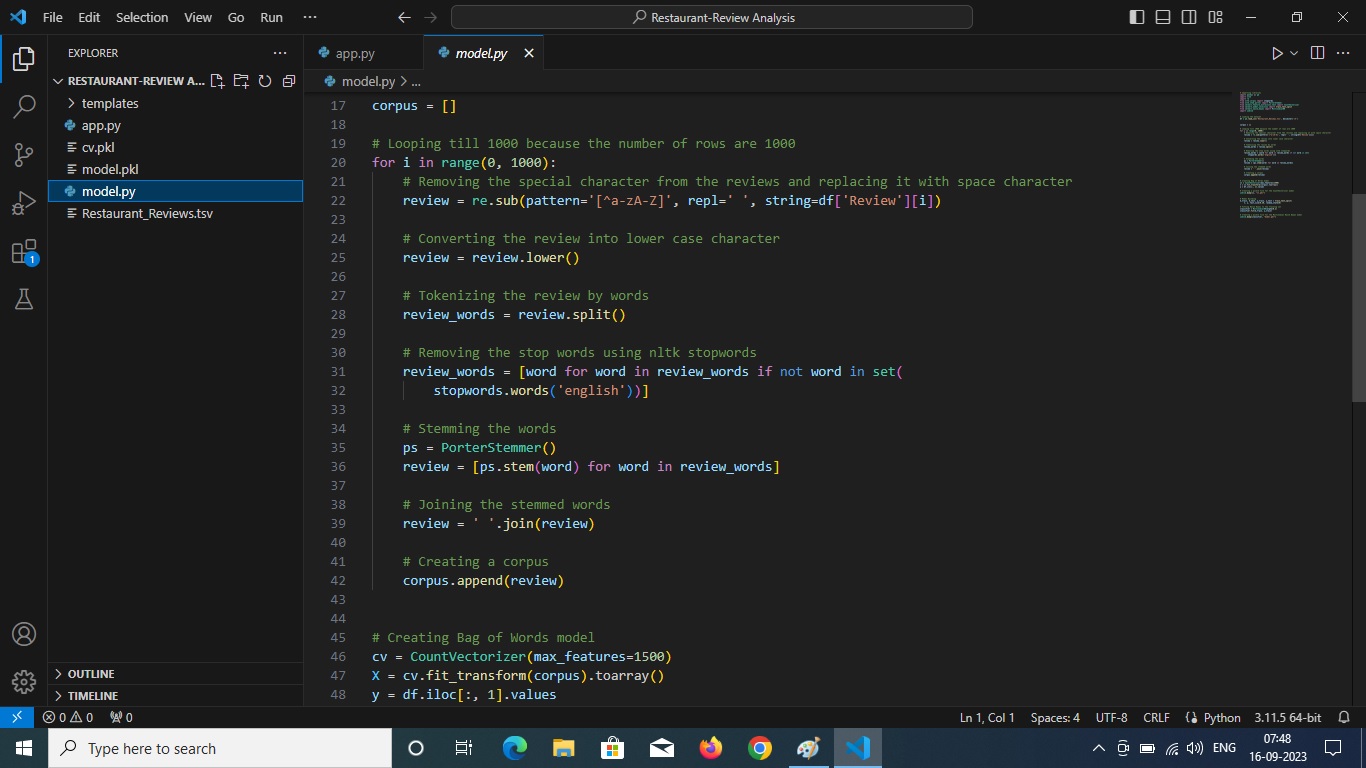 File Edit Selection View Go Run ··· Restaurant-Review Analysis
EXPLORER ···
RESTAURANT-REVIEW A...
templates
app.py
cv.pkl
model.pkl
model.py
Restaurant_Reviews.tsv
OUTLINE
TIMELINE
1
app.py model.py
model.py > ...
17 corpus = []
18
19 # Looping till 1000 because the number of rows are 1000
20 for i in range(0, 1000):
21 # Removing the special character from the reviews and replacing it with space character
22 review = re.sub(pattern='[^a-zA-Z]', repl=' ', string=df['Review'][i])
23
24 # Converting the review into lower case character
25 review = review.lower()
26
27 # Tokenizing the review by words
28 review_words = review.split()
29
30 # Removing the stop words using nltk stopwords
31 review_words = [word for word in review_words if not word in set(
32 stopwords.words('english'))]
33
34 # Stemming the words
35 ps = PorterStemmer()
36 review = [ps.stem(word) for word in review_words]
37
38 # Joining the stemmed words
39 review = ' '.join(review)
40
41 # Creating a corpus
42 corpus.append(review)
43
44
45 # Creating Bag of Words model
46 cv = CountVectorizer(max_features=1500)
47 X = cv.fit_transform(corpus).toarray()
48 y = df.iloc[:, 1].values
0 0 0 Ln 1, Col 1 Spaces: 4 UTF-8 CRLF Python 3.11.5 64-bit
Type here to search ENG 07:48
16-09-2023